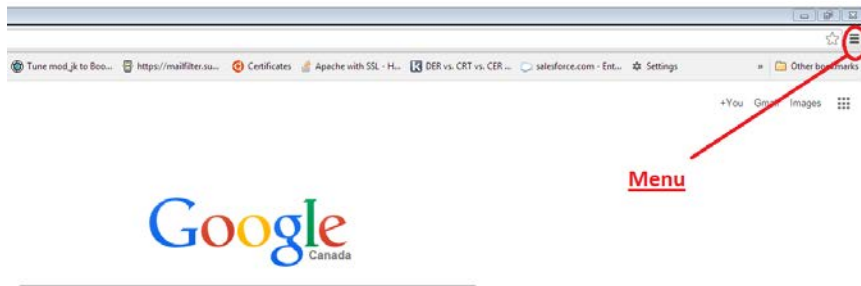 Tune mod_jk to Boo... https://mailfilter.su... Certificates Apache with SSL - H... DER vs. CRT vs. CER ... salesforce.com - Ent... Settings » Other bookmarks
+You Gmail Images
Menu
Google
Canada